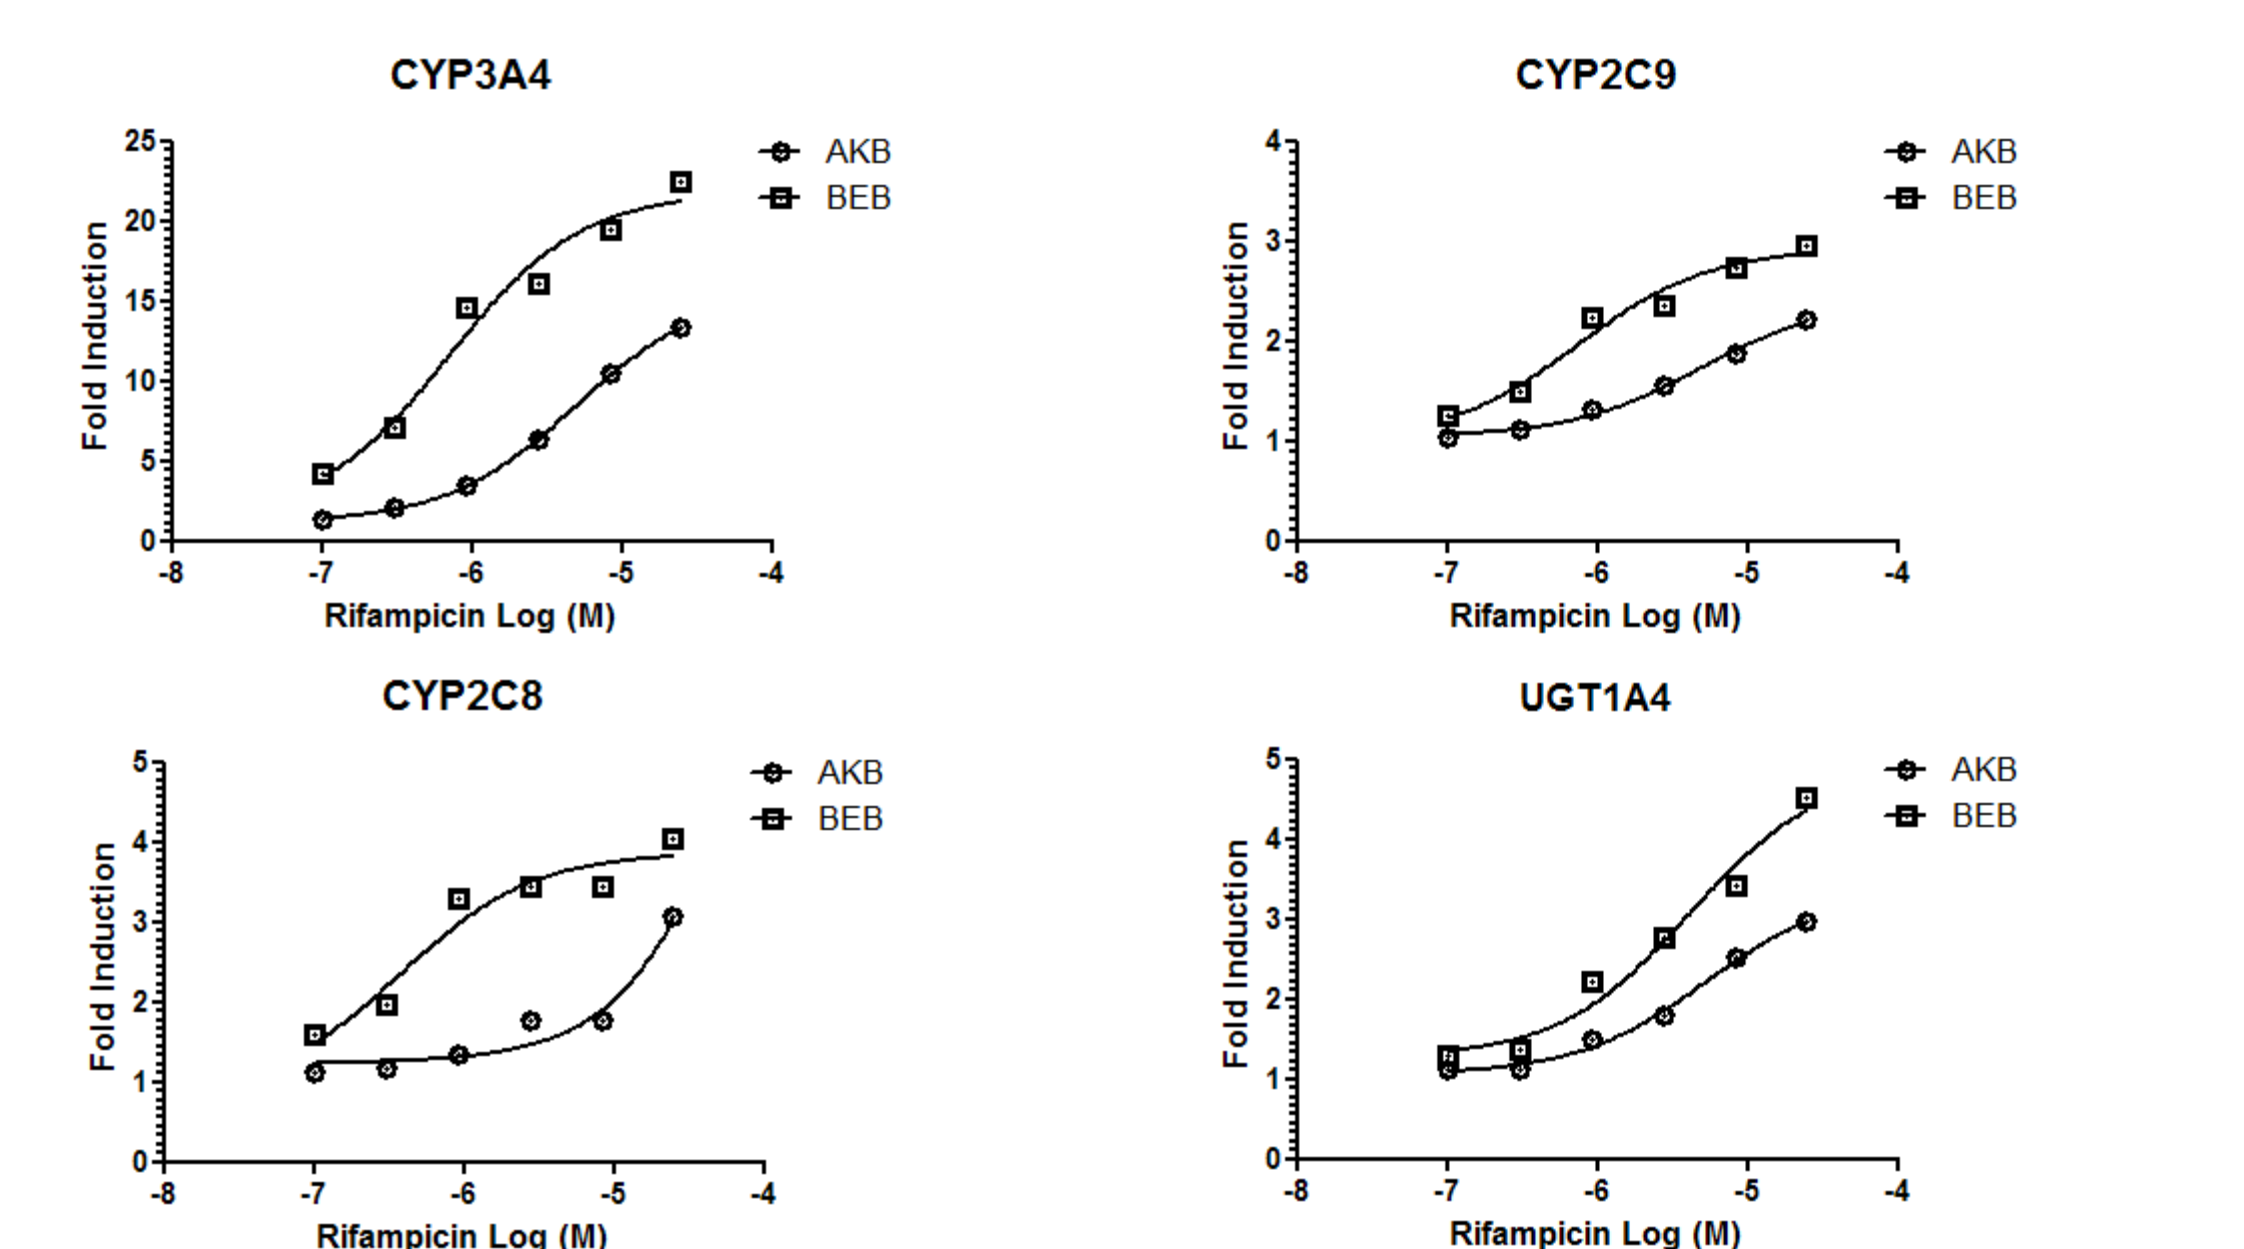 CYP3A4
25
20
15
10
5
0
Fold Induction
-8 -7 -6 -5 -4
Rifampicin Log (M)
AKB
BEB
CYP2C9
4
3
2
1
0
Fold Induction
-8 -7 -6 -5 -4
Rifampicin Log (M)
AKB
BEB
CYP2C8
5
4
3
2
1
0
Fold Induction
-8 -7 -6 -5 -4
Rifampicin Log (M)
AKB
BEB
UGT1A4
5
4
3
2
1
0
Fold Induction
-8 -7 -6 -5 -4
Rifampicin Log (M)
AKB
BEB